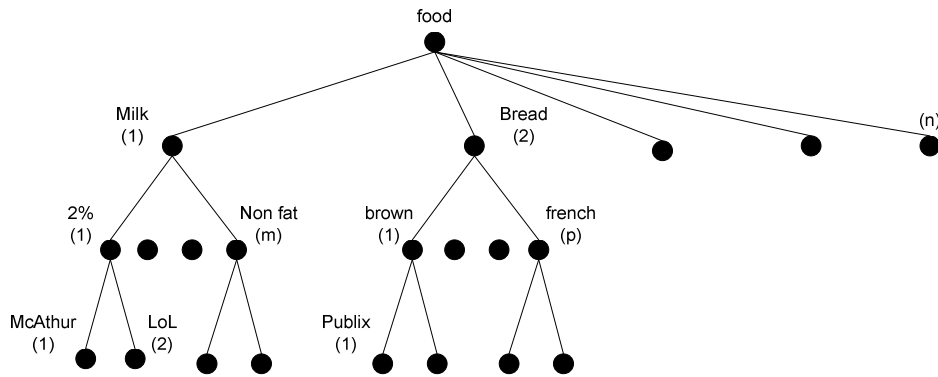 food
Milk
(1)
Bread
(2)
(n)
2%
(1)
Non fat
(m)
brown
(1)
french
(p)
McAthur
(1)
LoL
(2)
Publix
(1)